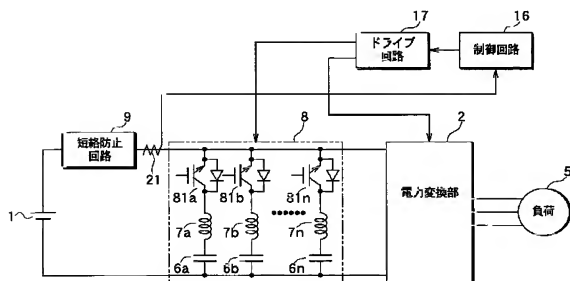 17
16
ドライブ
回路
制御回路
9
8
2
短絡防止
回路
21
1
81a
81b
81n
電力変換部
5
負荷
7a
7b
7n
6a
6b
6n